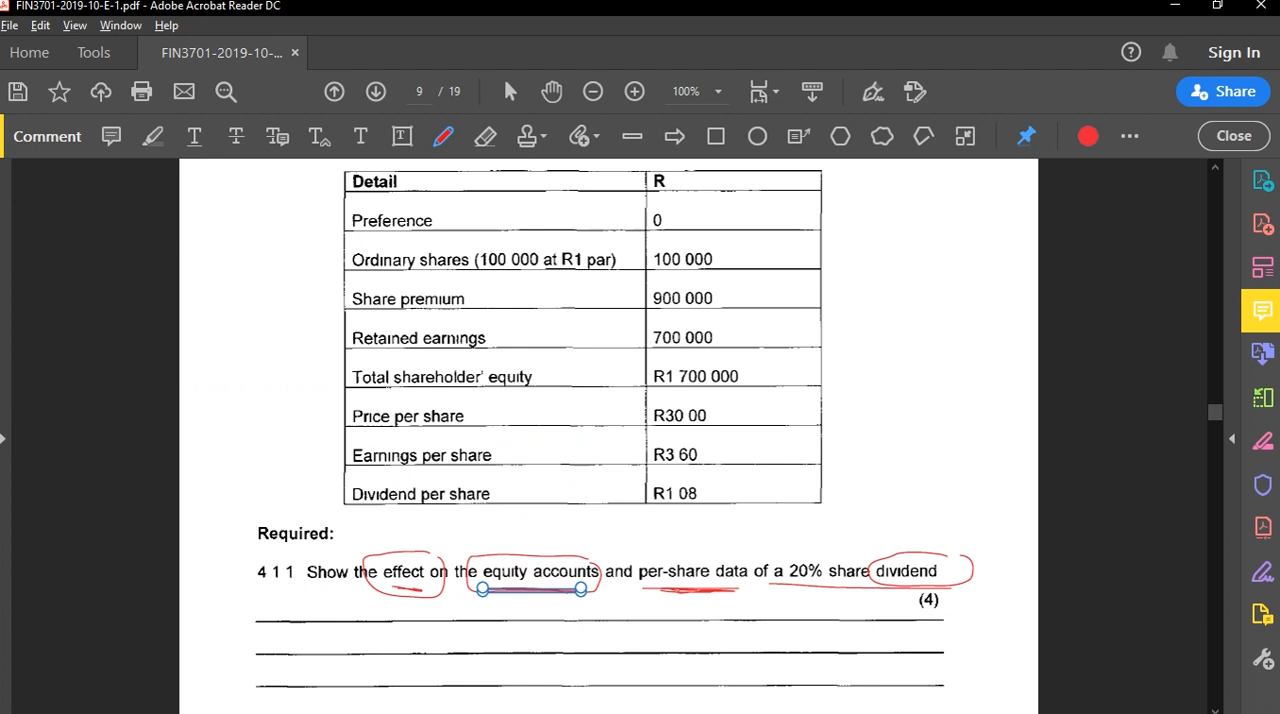 FIN3701-2019-10-E-1.pdf - Adobe Acrobat Reader DC
File Edit View Window Help
Home Tools FIN3701-2019-10-... × Sign In
9 / 19 100% Share
Comment Close
Detail R
Preference 0
Ordinary shares (100 000 at R1 par) 100 000
Share premium 900 000
Retained earnings 700 000
Total shareholder' equity R1 700 000
Price per share R30 00
Earnings per share R3 60
Dividend per share R1 08
Required:
4 1 1 Show the effect on the equity accounts and per-share data of a 20% share dividend
(4)